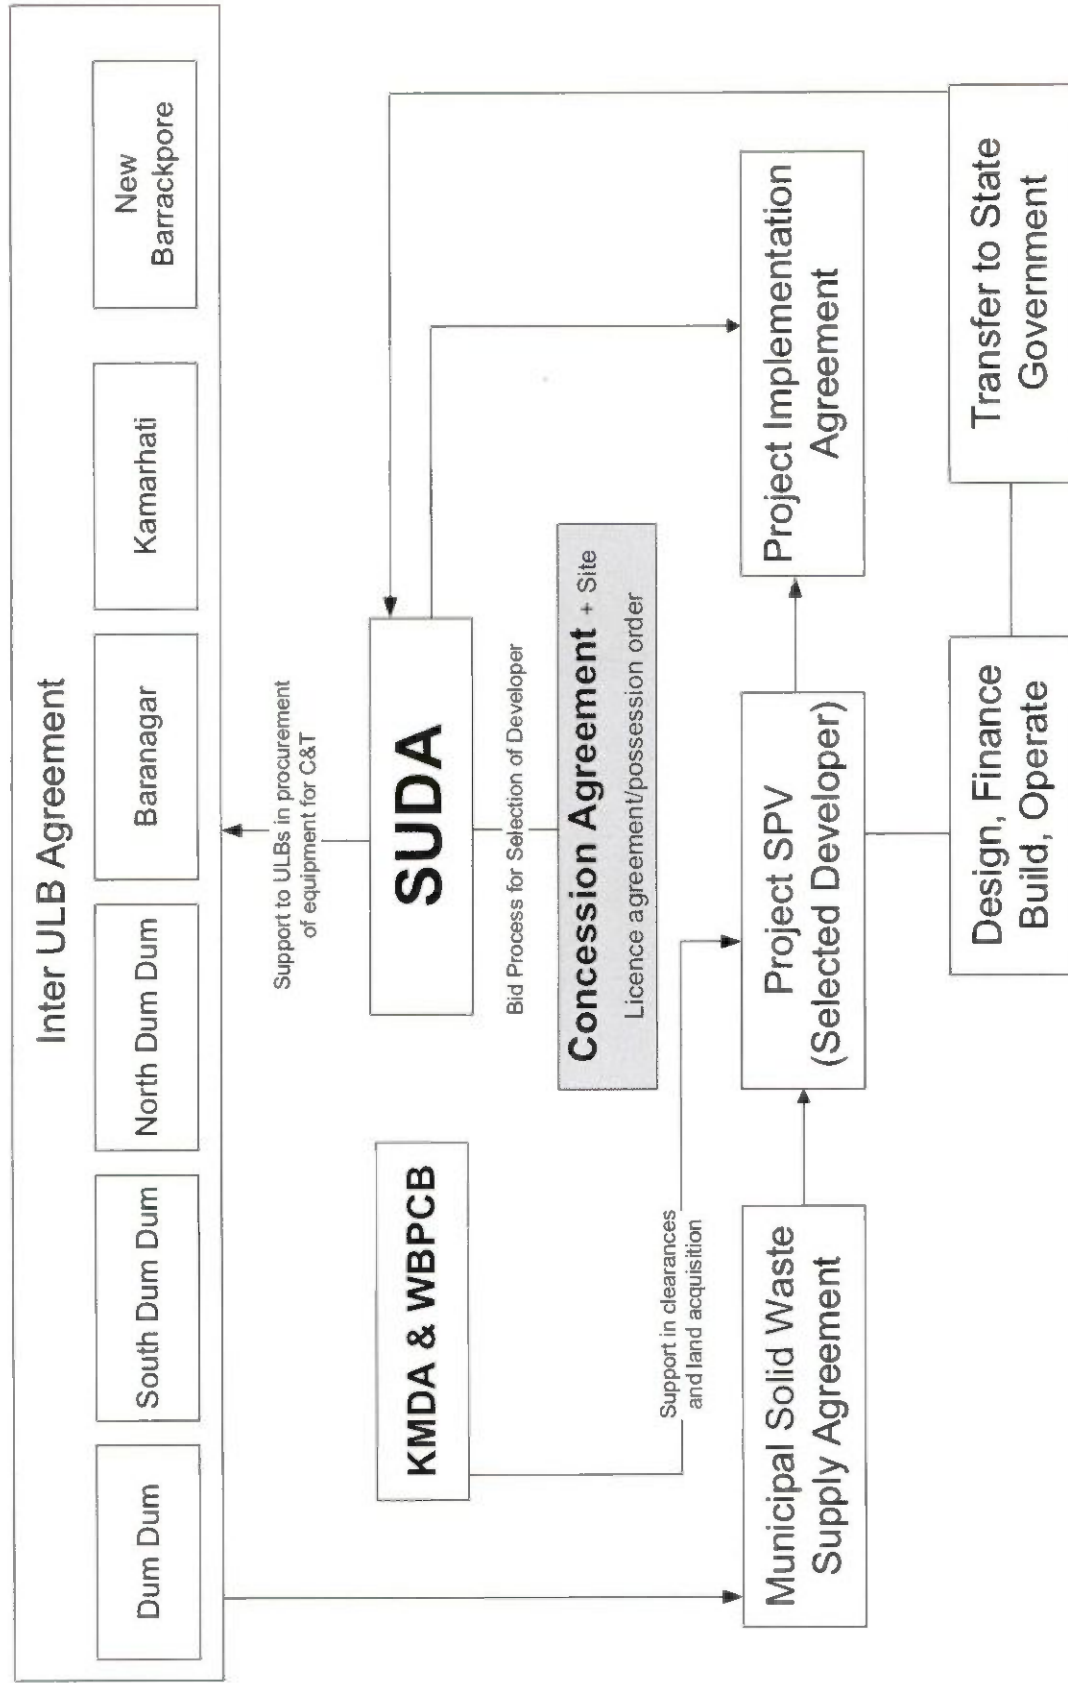 Inter ULB Agreement
Dum Dum
South Dum Dum
North Dum Dum
Baranagar
Kamarhati
New
Barrackpore
Support to ULBs in procurement
of equipment for C&T
KMDA & WBPCB
SUDA
Bid Process for Selection of Developer
Concession Agreement + Site
Licence agreement/possession order
Support in clearances
and land acquisition
Municipal Solid Waste
Supply Agreement
Project SPV
(Selected Developer)
Project Implementation
Agreement
Design, Finance
Build, Operate
Transfer to State
Government